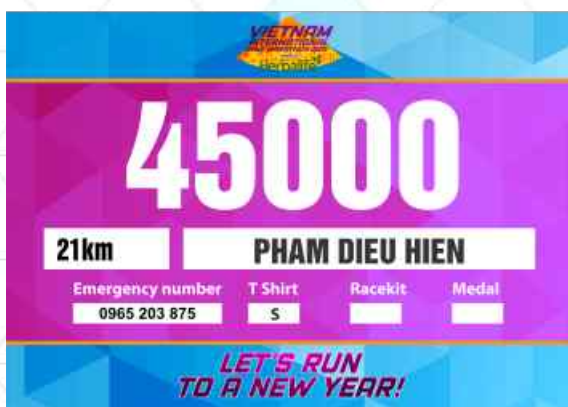 VIETNAM
INTERNATIONAL
Herbalife
45000
21km
PHAM DIEU HIEN
Emergency number
T Shirt
Racekit
Medal
0965 203 875
S
LET'S RUN
TO A NEW YEAR!